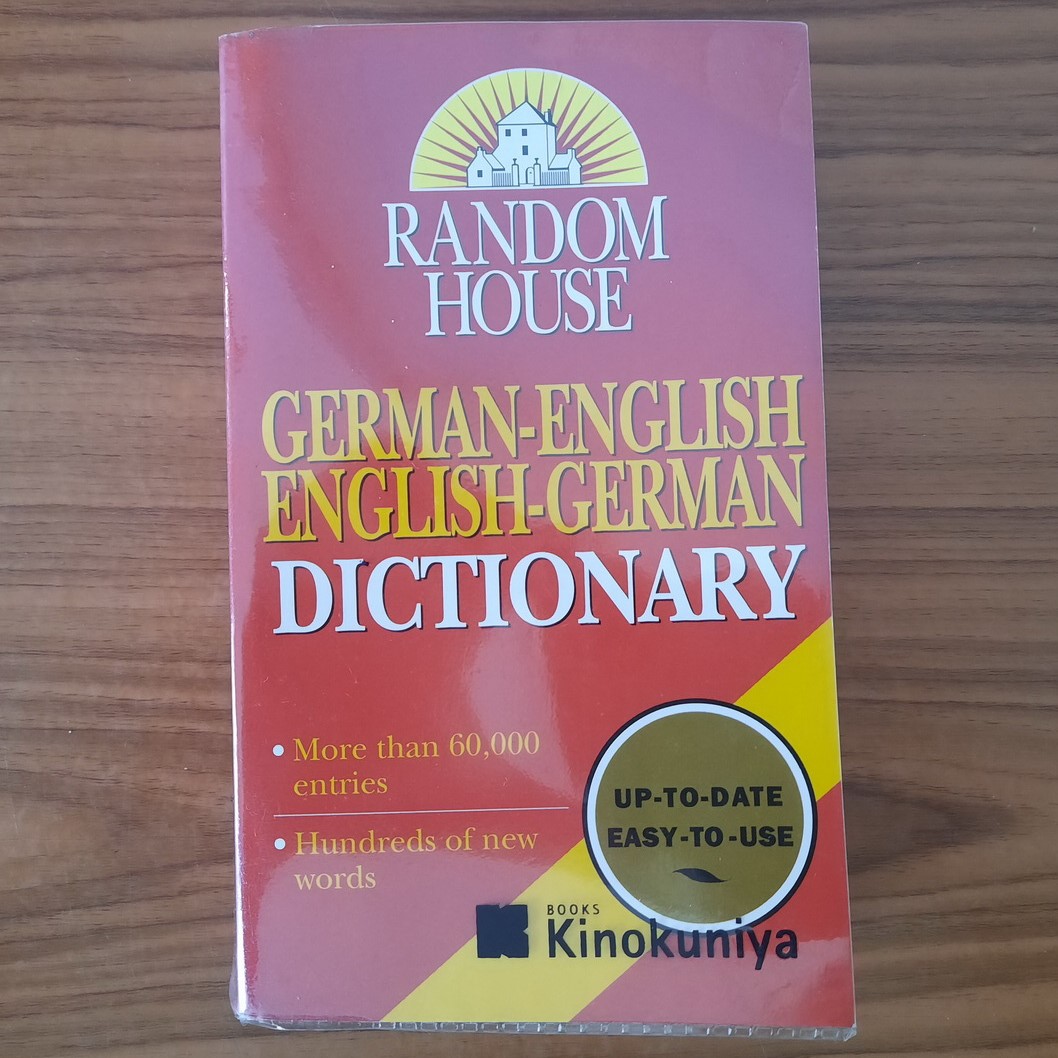 RANDOM
HOUSE
GERMAN-ENGLISH
ENGLISH-GERMAN
DICTIONARY
• More than 60,000
entries
• Hundreds of new
words
UP-TO-DATE
EASY-TO-USE
BOOKS
Kinokuniya